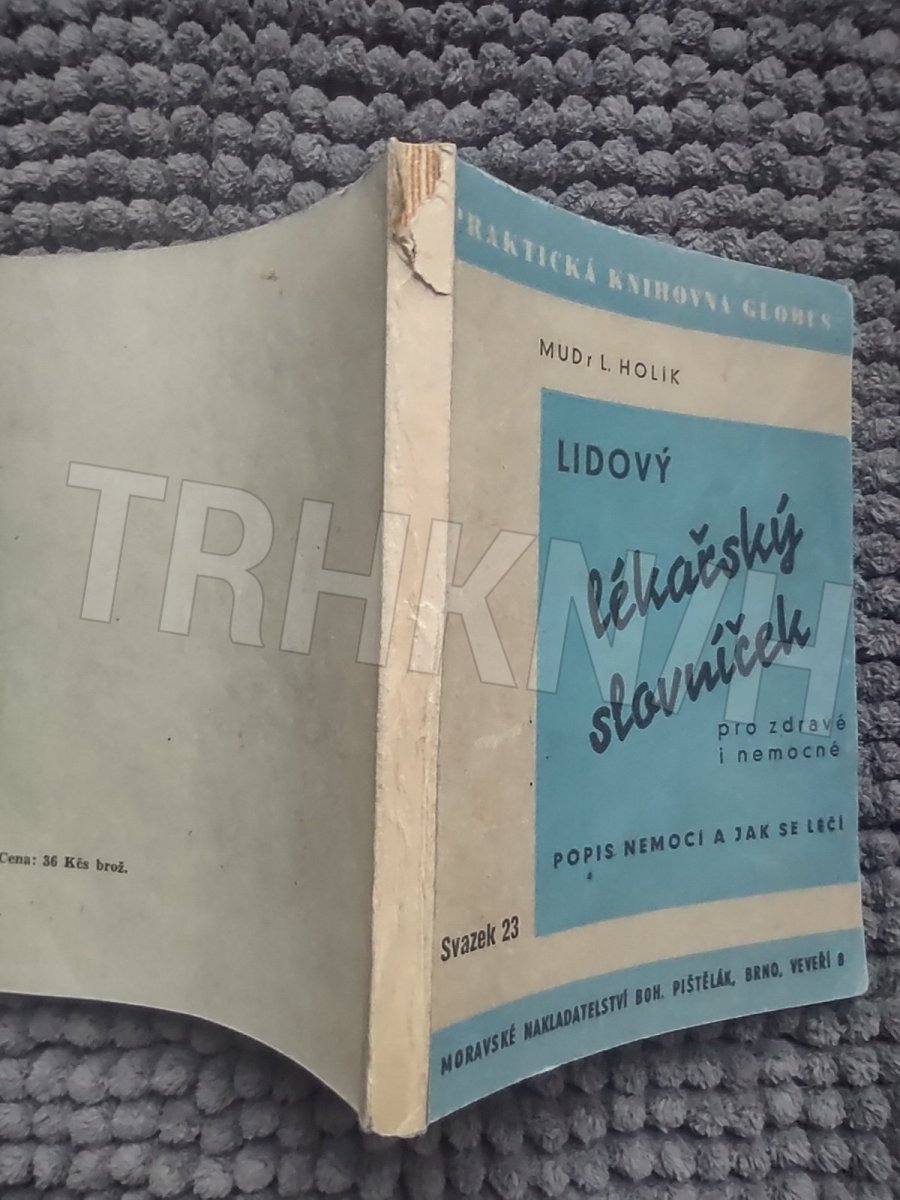 PRAKTICKÁ KNIHOVNA GLOBUS
MUDr L. HOLÍK
LIDOVÝ
lékařský
slovníček
pro zdravé
i nemocné
POPIS NEMOCÍ A JAK SE LÉČÍ
Svazek 23
MORAVSKÉ NAKLADATELSTVÍ BOH. PIŠTĚLÁK, BRNO, VEVEŘÍ 8
Cena: 36 Kčs brož.
TRHKNIH